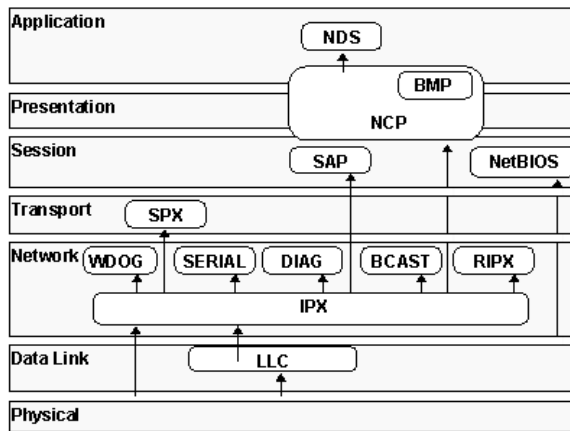 Application
NDS
BMP
Presentation
NCP
Session
SAP
NetBIOS
Transport
SPX
Network
WDOG
SERIAL
DIAG
BCAST
RIPX
IPX
Data Link
LLC
Physical